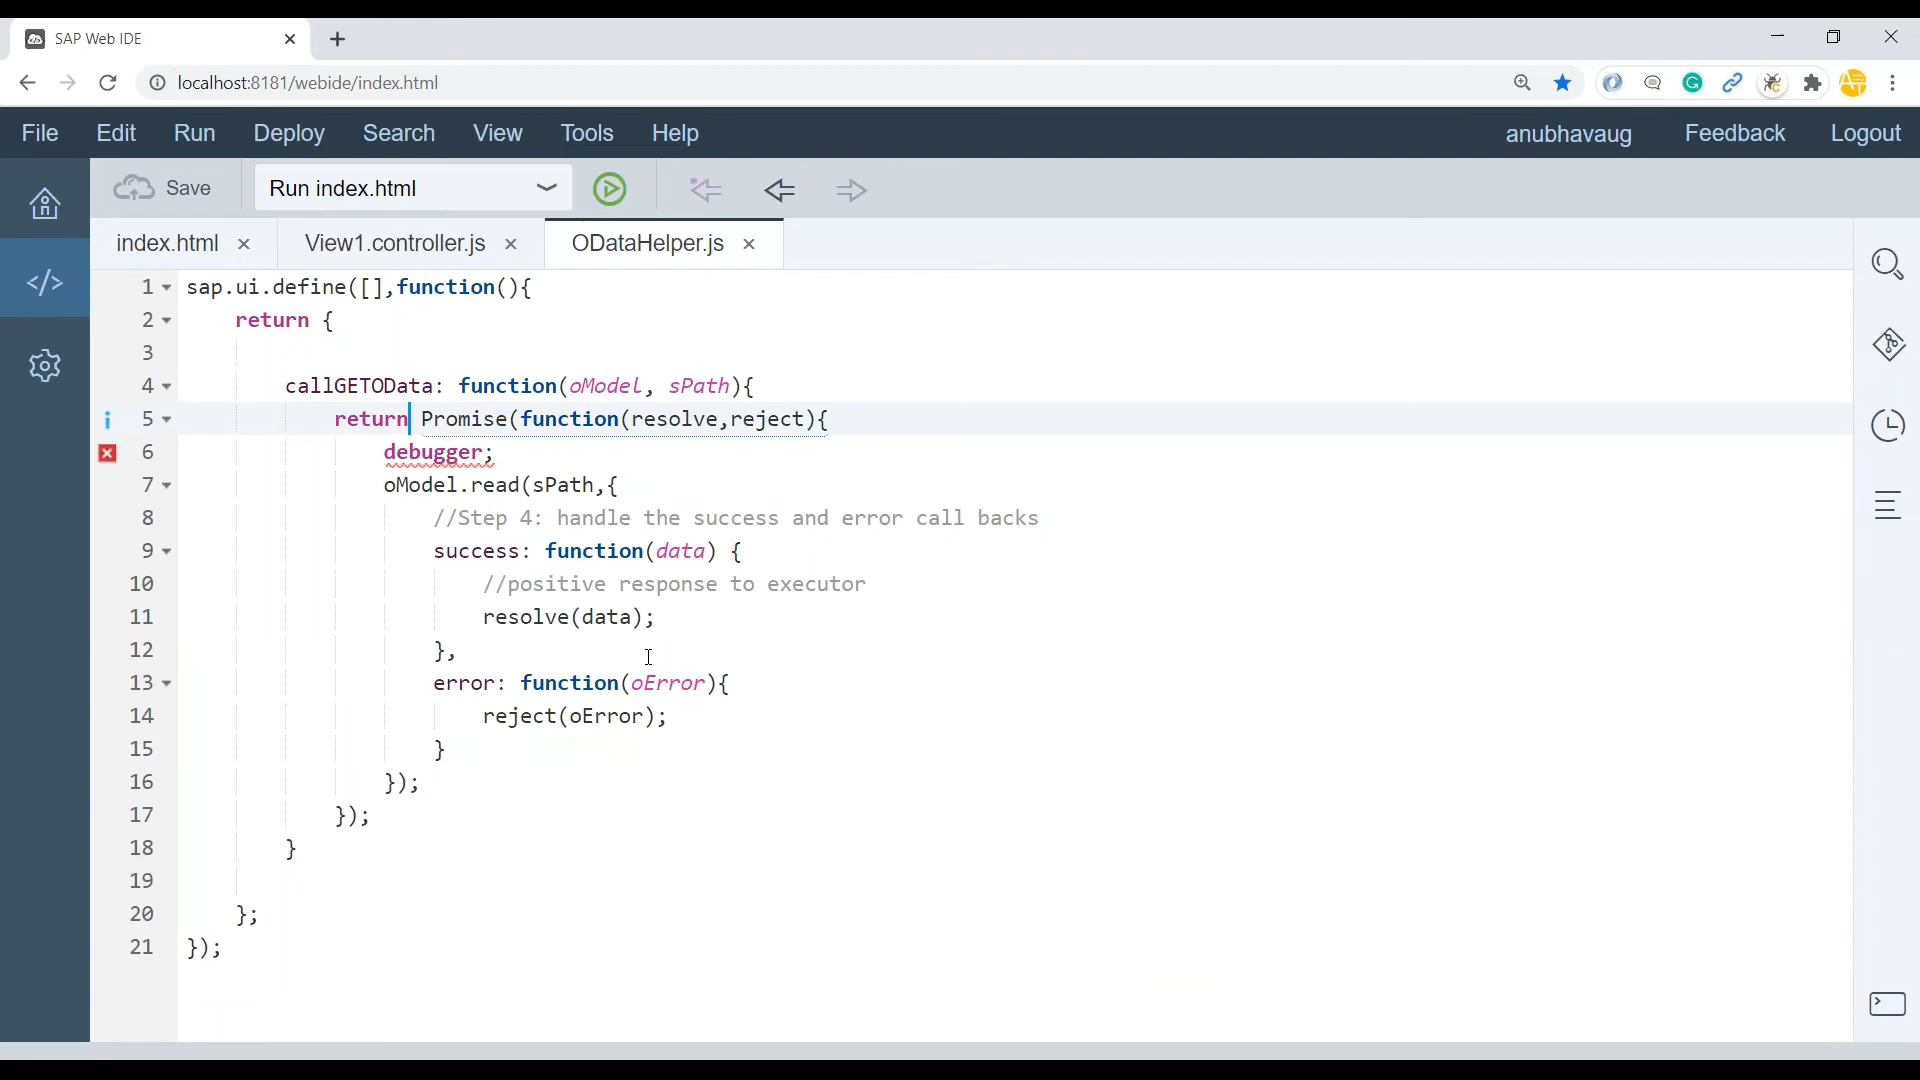 SAP Web IDE
localhost:8181/webide/index.html
File Edit Run Deploy Search View Tools Help anubhavaug Feedback Logout
Save Run index.html
index.html View1.controller.js ODataHelper.js
1 sap.ui.define([],function(){
2 return {
3
4 callGETOData: function(oModel, sPath){
5 return Promise(function(resolve,reject){
6 debugger;
7 oModel.read(sPath,{
8 //Step 4: handle the success and error call backs
9 success: function(data) {
10 //positive response to executor
11 resolve(data);
12 },
13 error: function(oError){
14 reject(oError);
15 }
16 });
17 });
18 }
19
20 };
21 });